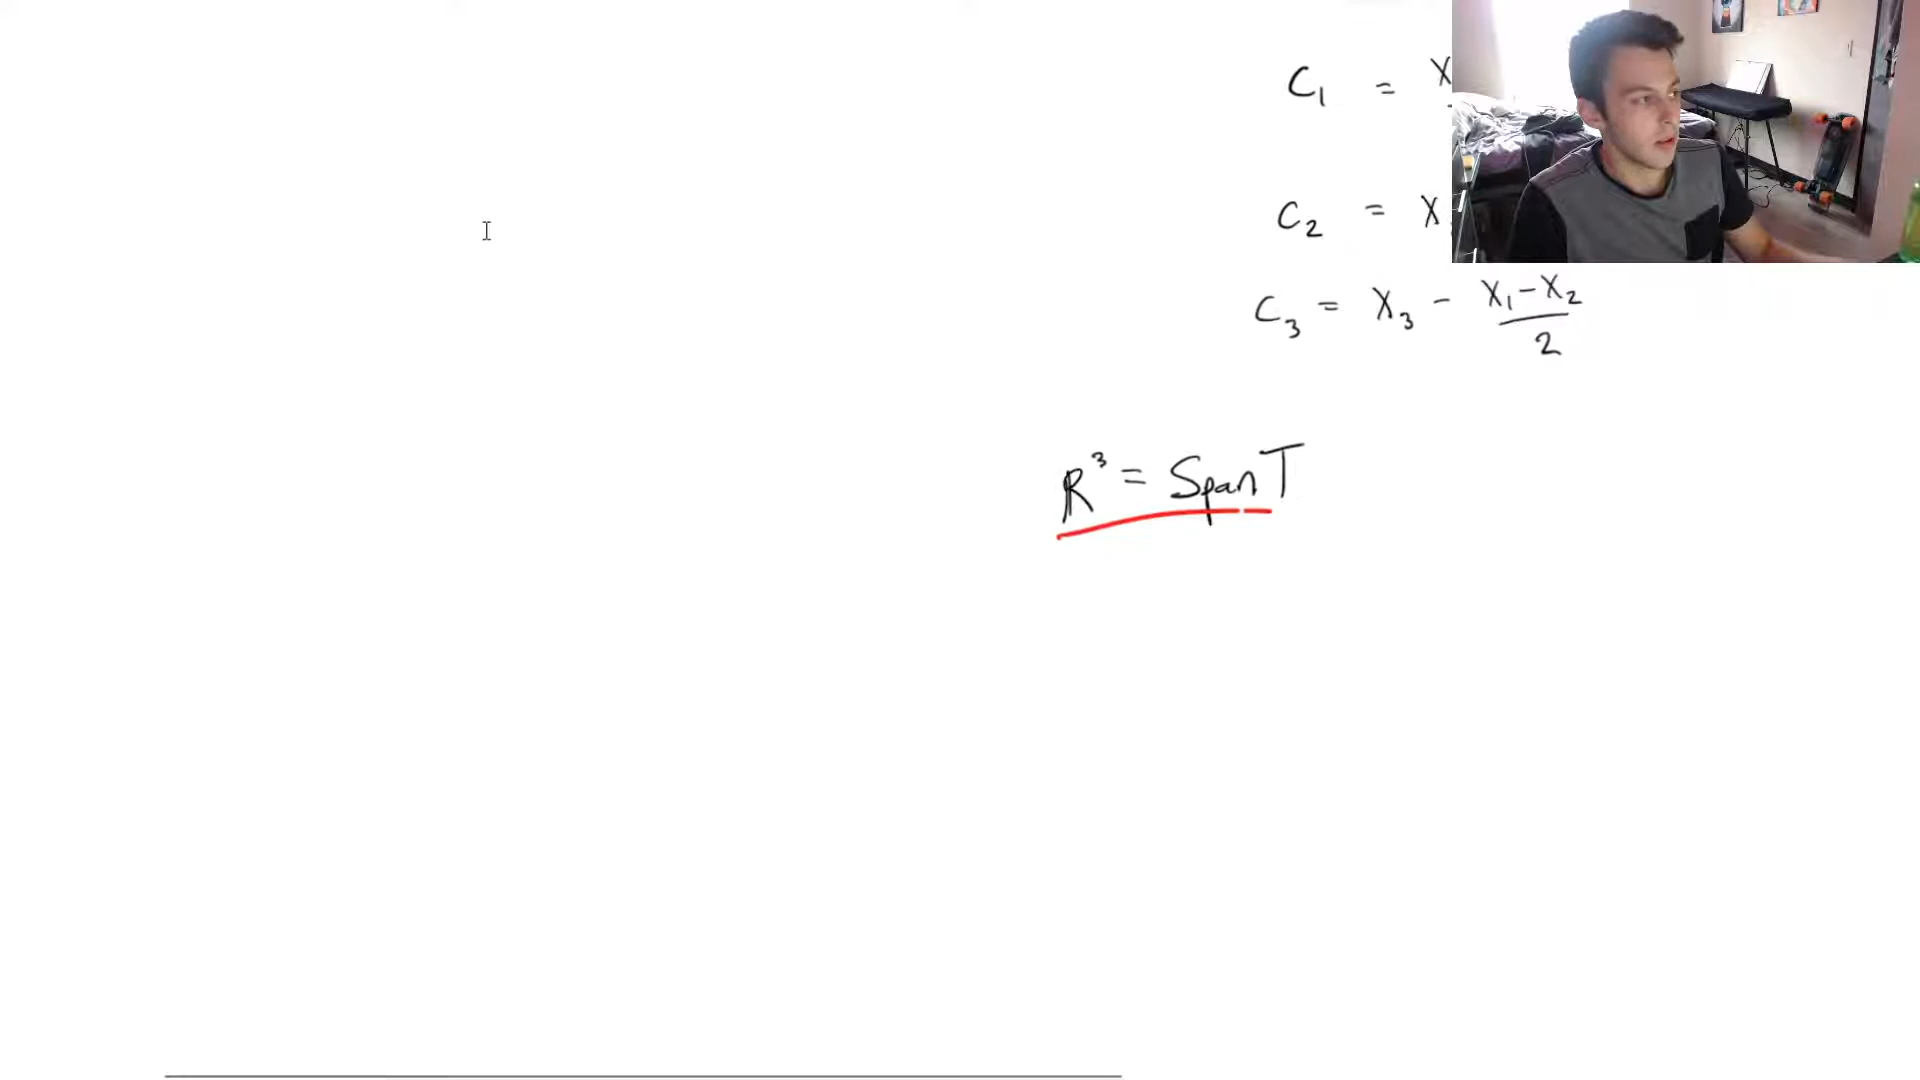 C₁ = X
C₂ = X
C₃ = X₃ - (X₁-X₂)/2
R³ = Span T